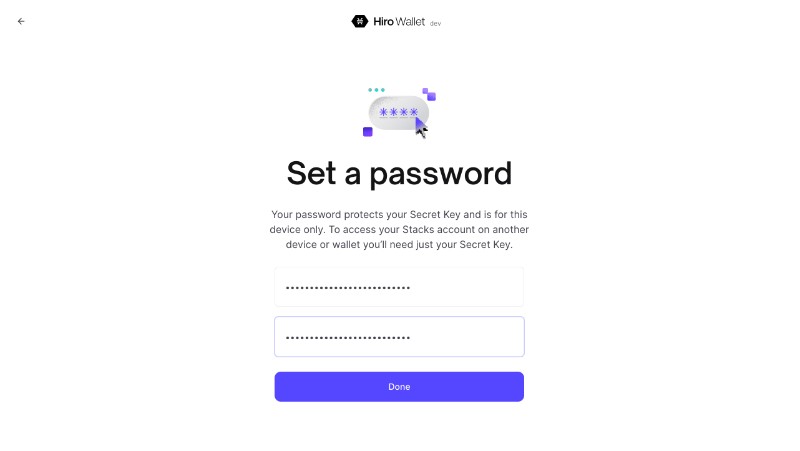 Hiro Wallet dev
****
Set a password
Your password protects your Secret Key and is for this
device only. To access your Stacks account on another
device or wallet you’ll need just your Secret Key.
••••••••••••••••••••••••••
••••••••••••••••••••••••••
Done